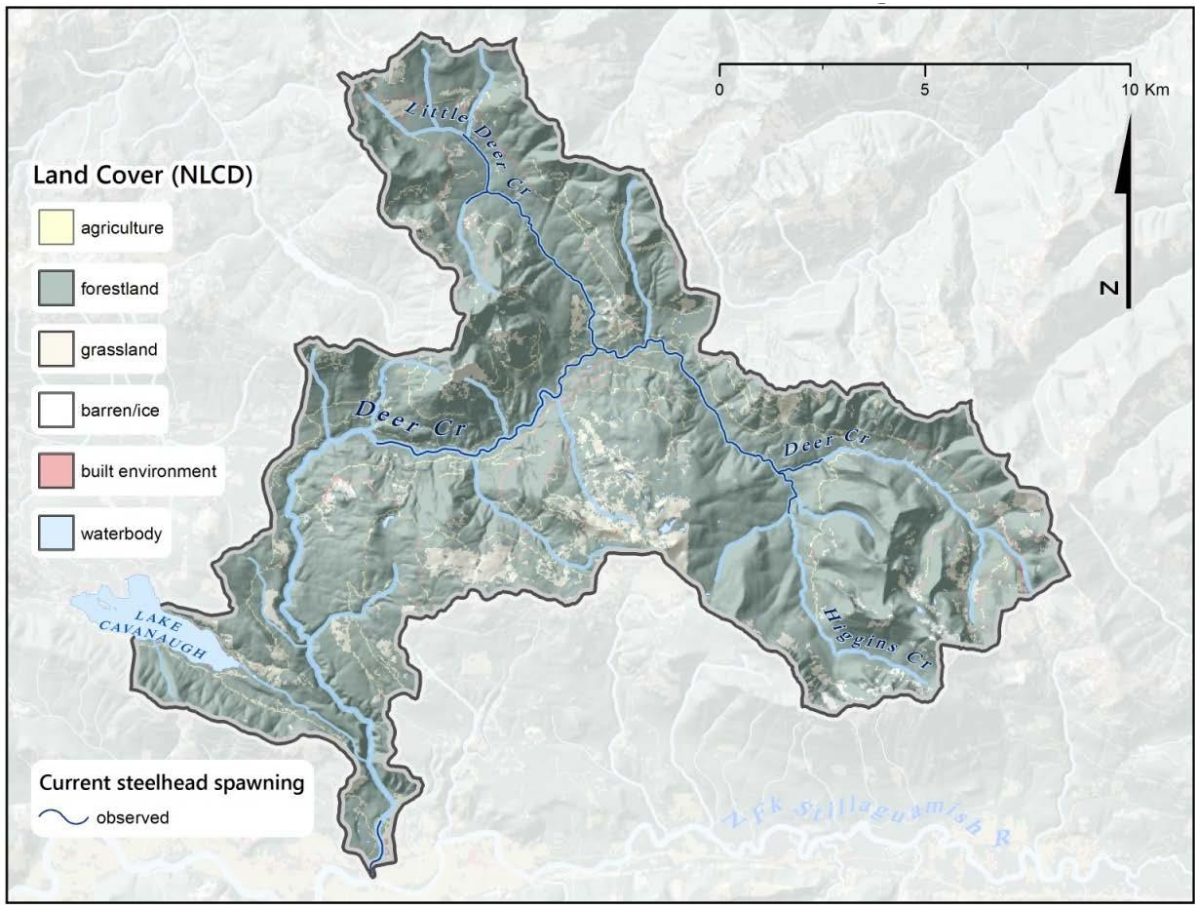 0 5 10 Km
Little Deer Cr
Land Cover (NLCD)
agriculture
forestland
grassland
barren/ice
built environment
waterbody
N
Deer Cr
Deer Cr
LAKE
CAVANAUGH
Higgins Cr
Current steelhead spawning
observed
N Frk Stillaguamish R